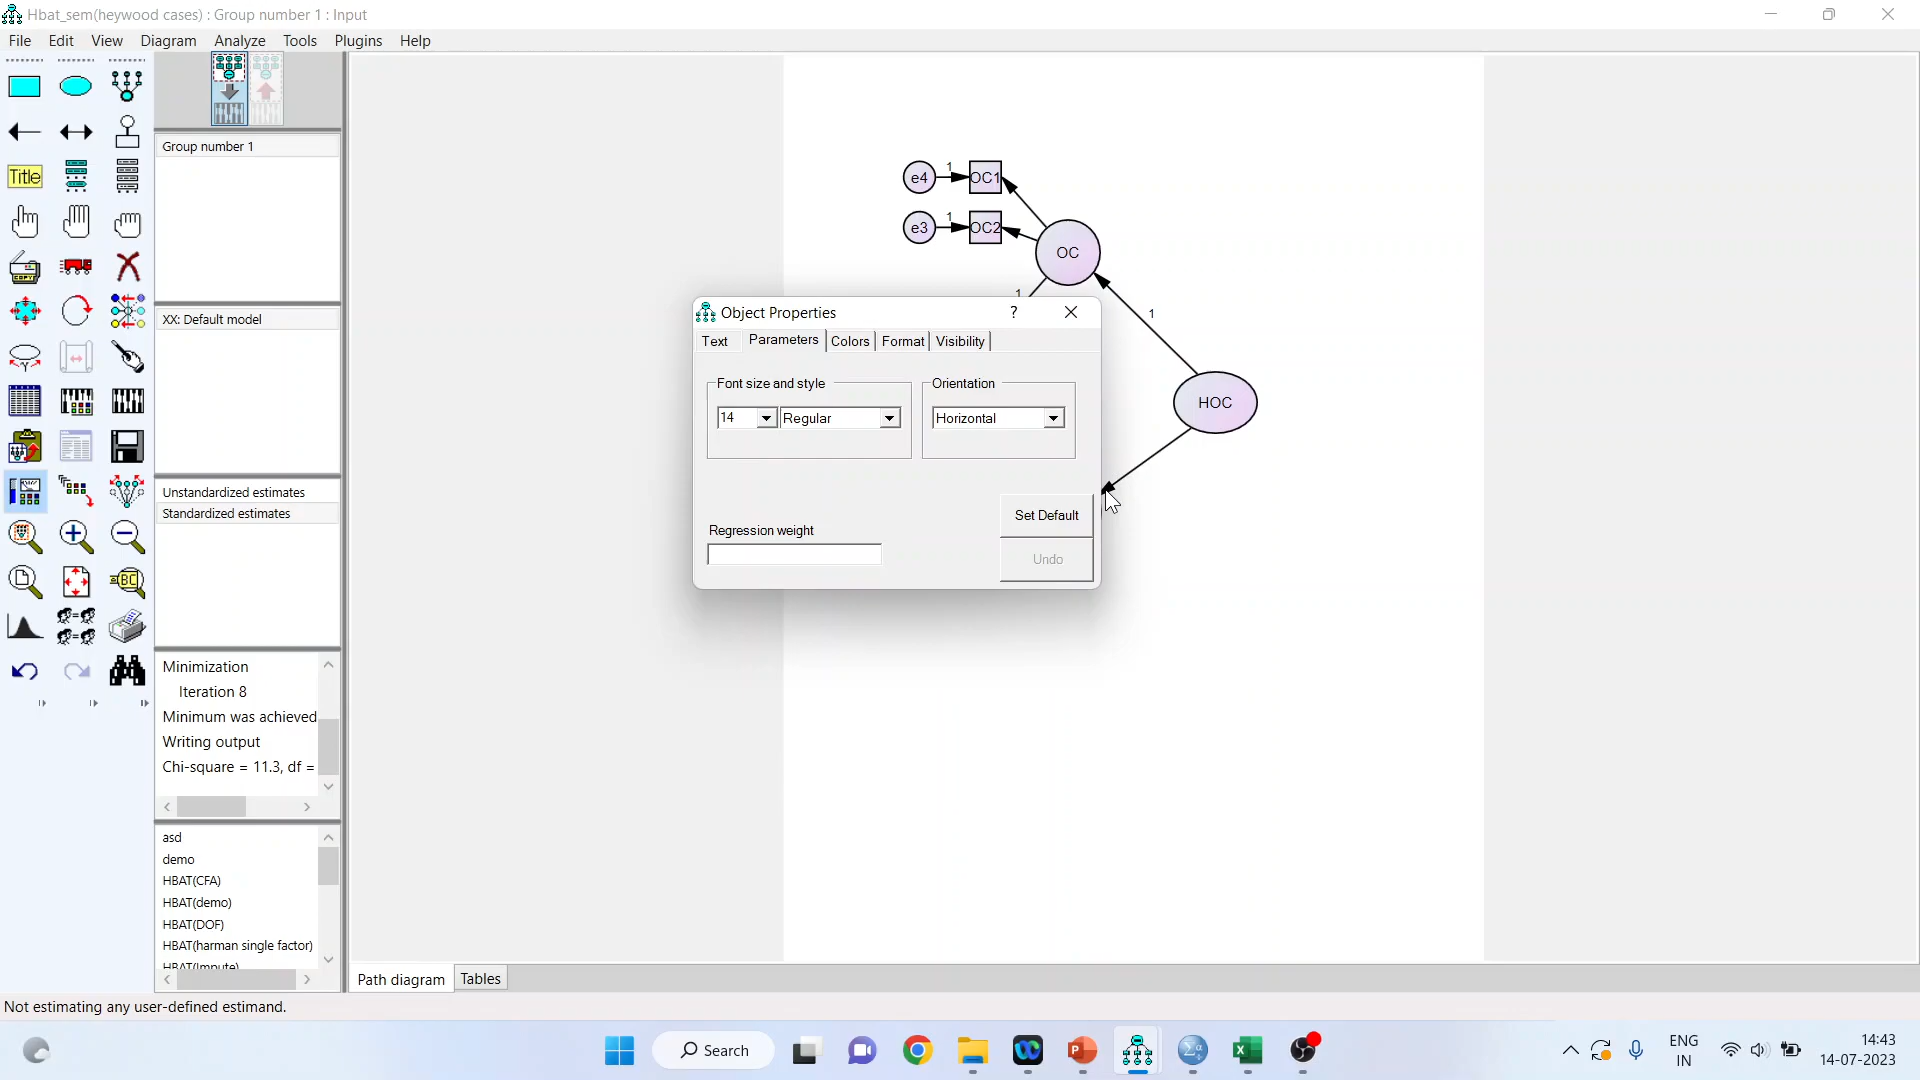 Hbat_sem(heywood cases) : Group number 1 : Input
File Edit View Diagram Analyze Tools Plugins Help
Title
COPY
ABC
Group number 1
XX: Default model
Unstandardized estimates
Standardized estimates
Minimization
Iteration 8
Minimum was achieved
Writing output
Chi-square = 11.3, df =
asd
demo
HBAT(CFA)
HBAT(demo)
HBAT(DOF)
HBAT(harman single factor)
HBAT(Impute)
e4 1 OC1
e3 1 OC2
OC
1
1
HOC
Object Properties ?
Text Parameters Colors Format Visibility
Font size and style Orientation
14 Regular Horizontal
Set Default
Regression weight
Undo
Path diagram Tables
Not estimating any user-defined estimand.
Search
ENG
IN
14:43
14-07-2023